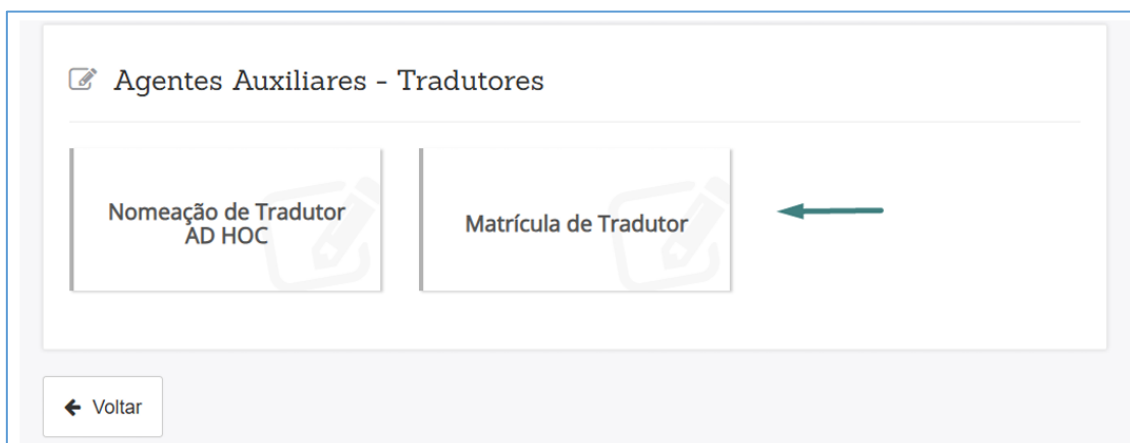 Agentes Auxiliares - Tradutores
Nomeação de Tradutor
AD HOC
Matrícula de Tradutor
Voltar